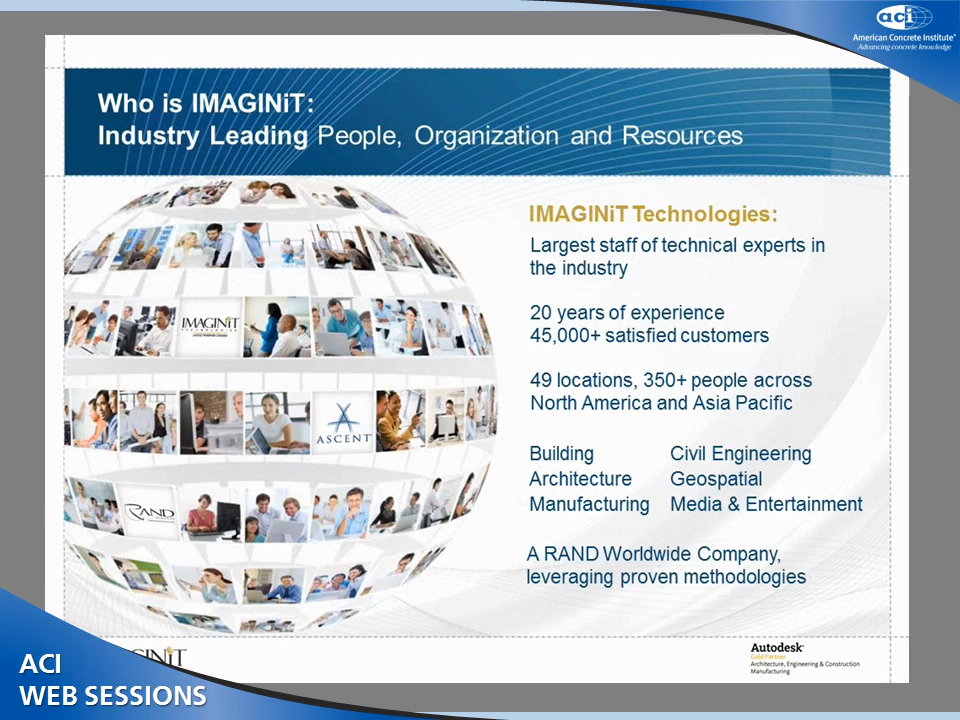 aci
American Concrete Institute®
Advancing concrete knowledge
Who is IMAGINiT:
Industry Leading People, Organization and Resources
IMAGINiT Technologies:
Largest staff of technical experts in
the industry
20 years of experience
45,000+ satisfied customers
49 locations, 350+ people across
North America and Asia Pacific
Building Civil Engineering
Architecture Geospatial
Manufacturing Media & Entertainment
A RAND Worldwide Company,
leveraging proven methodologies
IMAGINiT
TECHNOLOGIES
ASCENT
RAND
Autodesk®
Gold Partner
Architecture, Engineering & Construction
Manufacturing
ACI
WEB SESSIONS